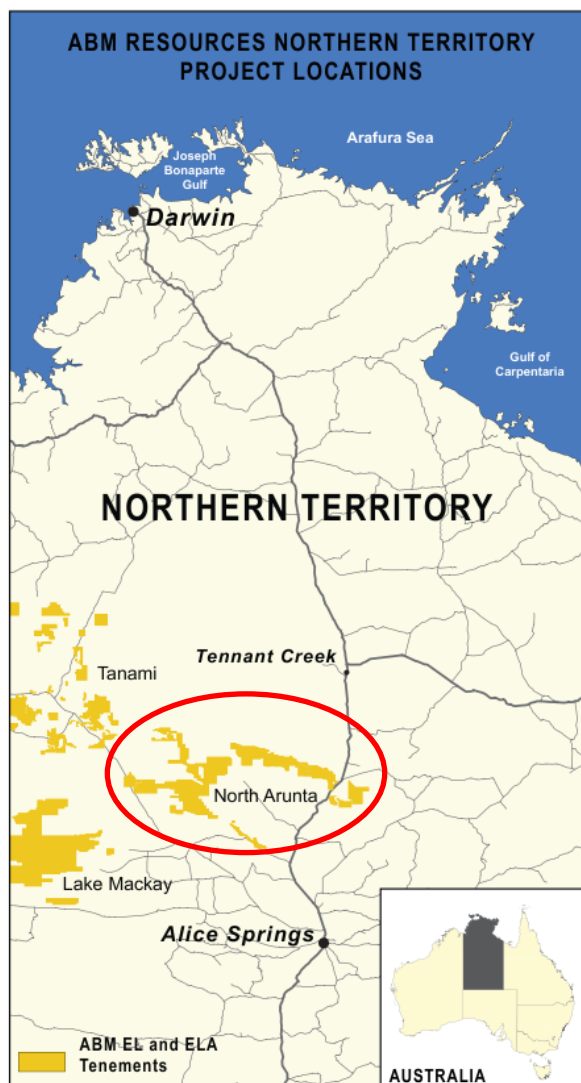 ABM RESOURCES NORTHERN TERRITORY
PROJECT LOCATIONS
Arafura Sea
Joseph
Bonaparte
Gulf
Darwin
Gulf of
Carpentaria
NORTHERN TERRITORY
Tennant Creek
Tanami
North Arunta
Lake Mackay
Alice Springs
ABM EL and ELA
Tenements
AUSTRALIA